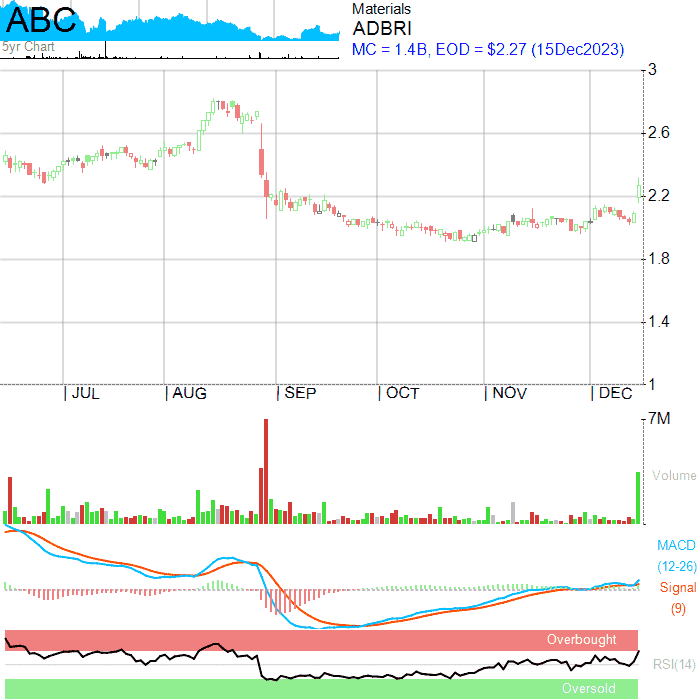 ABC
5yr Chart
Materials
ADBRI
MC = 1.4B, EOD = $2.27 (15Dec2023)
3
2.6
2.2
1.8
1.4
1
JUL
AUG
SEP
OCT
NOV
DEC
7M
Volume
MACD
(12-26)
Signal
(9)
Overbought
RSI(14)
Oversold